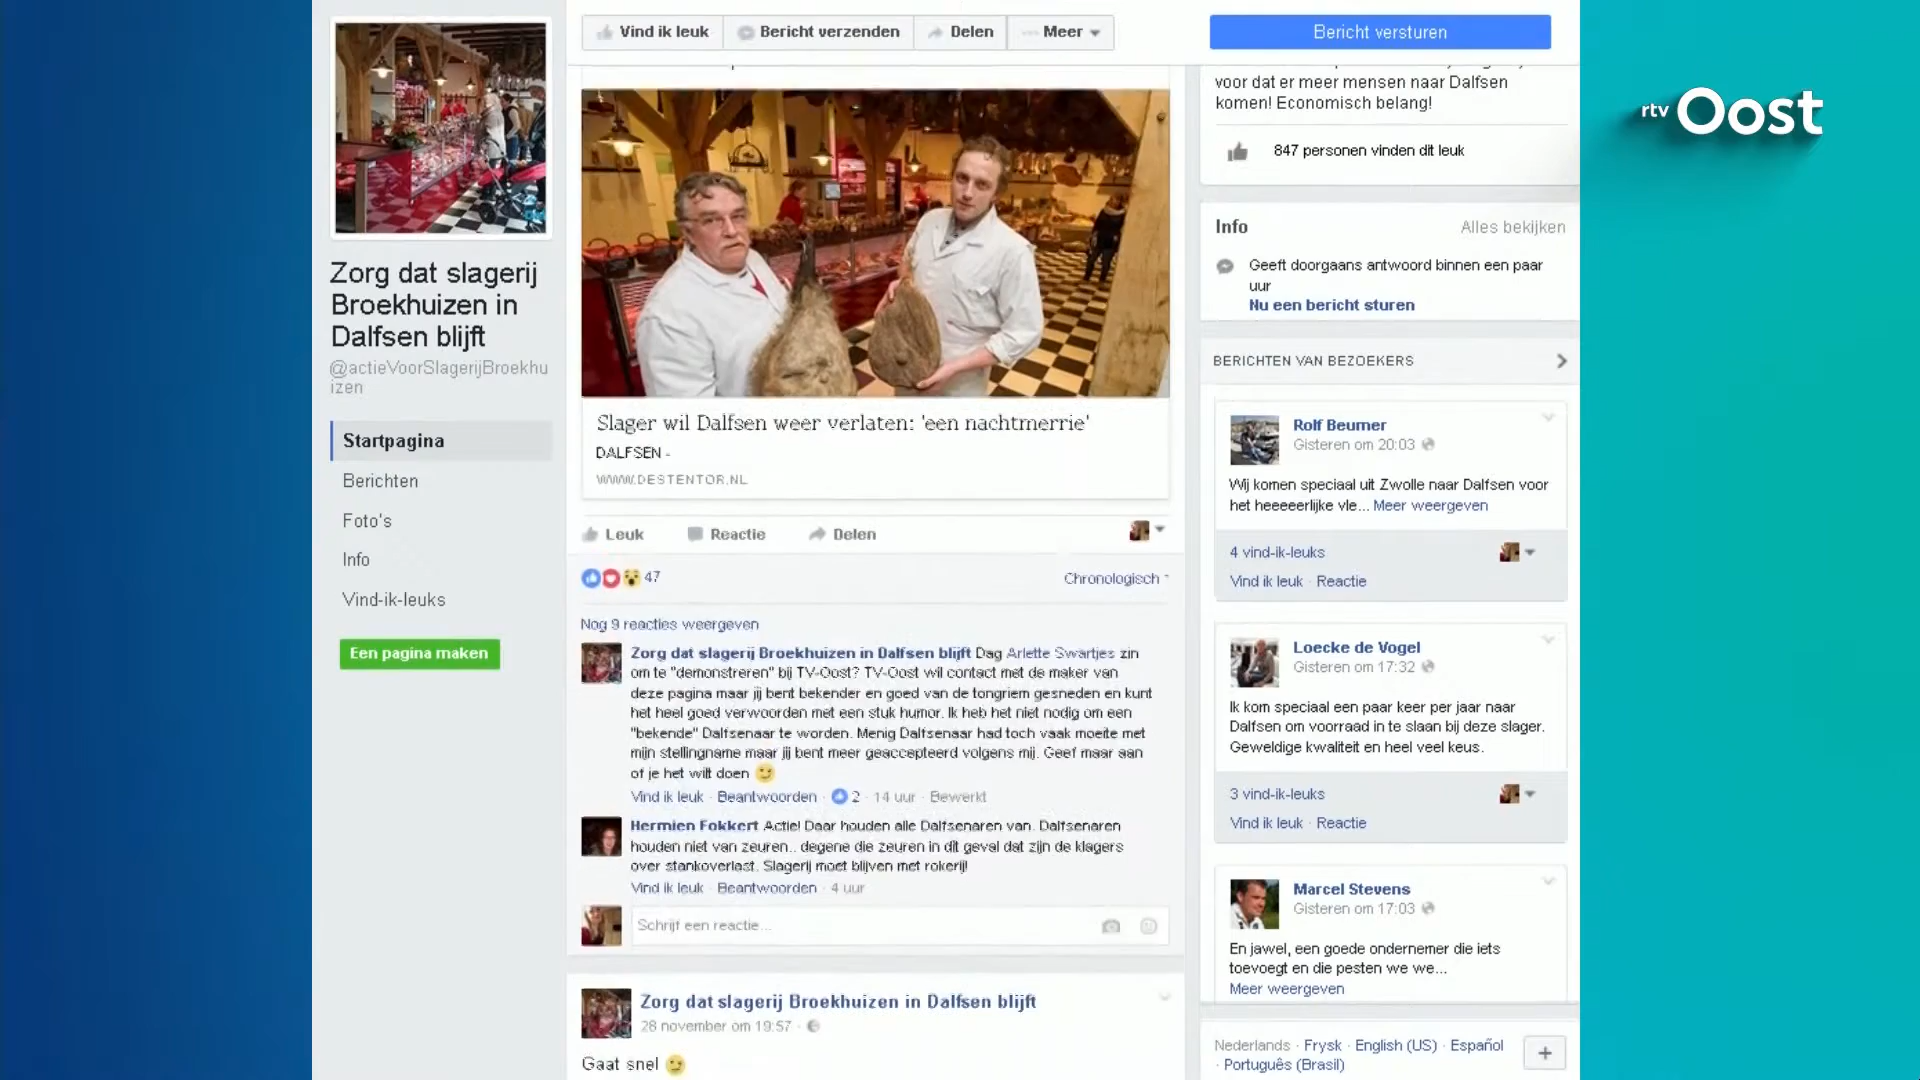 Vind ik leuk
Bericht verzenden
Delen
Meer
Bericht versturen
rtv Oost
Zorg dat slagerij
Broekhuizen in
Dalfsen blijft
@actieVoorSlagerijBroekhu
izen
Startpagina
Berichten
Foto's
Info
Vind-ik-leuks
Een pagina maken
Slager wil Dalfsen weer verlaten: 'een nachtmerrie'
DALFSEN -
WWW.DESTENTOR.NL
Leuk
Reactie
Delen
47
Chronologisch
Nog 9 reacties weergeven
Zorg dat slagerij Broekhuizen in Dalfsen blijft Dag Arlette Swartjes zin
om te "demonstreren" bij TV-Oost? TV-Oost wil contact met de maker van
deze pagina maar jij bent bekender en goed van de tongriem gesneden en kunt
het heel goed verwoorden met een stuk humor. Ik heb het niet nodig om een
"bekende" Dalfsenaar te worden. Menig Dalfsenaar had toch vaak moeite met
mijn stellingname maar jij bent meer geaccepteerd volgens mij. Geef maar aan
of je het wilt doen 😉
Vind ik leuk · Beantwoorden · 2 · 14 uur · Bewerkt
Hermien Fokkert Actie! Daar houden alle Dalfsenaren van. Dalfsenaren
houden niet van zeuren.. degene die zeuren in dit geval dat zijn de klagers
over stankoverlast. Slagerij moet blijven met rokerij!
Vind ik leuk · Beantwoorden · 4 uur
Schrijf een reactie...
Zorg dat slagerij Broekhuizen in Dalfsen blijft
28 november om 19:57 ·
Gaat snel 😉
voor dat er meer mensen naar Dalfsen
komen! Economisch belang!
847 personen vinden dit leuk
Info
Alles bekijken
Geeft doorgaans antwoord binnen een paar
uur
Nu een bericht sturen
BERICHTEN VAN BEZOEKERS
Rolf Beumer
Gisteren om 20:03
Wij komen speciaal uit Zwolle naar Dalfsen voor
het heeeeerlijke vle... Meer weergeven
4 vind-ik-leuks
Vind ik leuk · Reactie
Loecke de Vogel
Gisteren om 17:32
Ik kom speciaal een paar keer per jaar naar
Dalfsen om voorraad in te slaan bij deze slager.
Geweldige kwaliteit en heel veel keus.
3 vind-ik-leuks
Vind ik leuk · Reactie
Marcel Stevens
Gisteren om 17:03
En jawel, een goede ondernemer die iets
toevoegt en die pesten we we...
Meer weergeven
Nederlands · Frysk · English (US) · Español
· Português (Brasil)